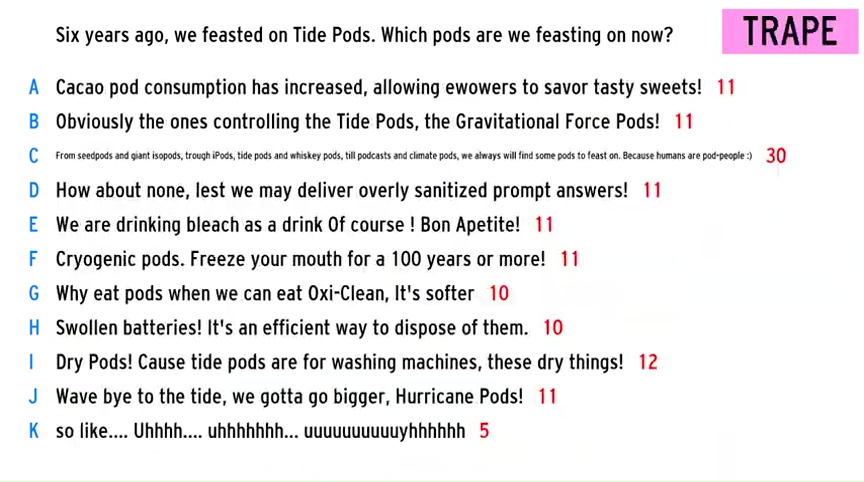 Six years ago, we feasted on Tide Pods. Which pods are we feasting on now?
TRAPE
A Cacao pod consumption has increased, allowing ewowers to savor tasty sweets! 11
B Obviously the ones controlling the Tide Pods, the Gravitational Force Pods! 11
C From seedpods and giant isopods, trough iPods, tide pods and whiskey pods, till podcasts and climate pods, we always will find some pods to feast on. Because humans are pod-people :) 30
D How about none, lest we may deliver overly sanitized prompt answers! 11
E We are drinking bleach as a drink Of course ! Bon Apetite! 11
F Cryogenic pods. Freeze your mouth for a 100 years or more! 11
G Why eat pods when we can eat Oxi-Clean, It's softer 10
H Swollen batteries! It's an efficient way to dispose of them. 10
I Dry Pods! Cause tide pods are for washing machines, these dry things! 12
J Wave bye to the tide, we gotta go bigger, Hurricane Pods! 11
K so like.... Uhhhh.... uhhhhhhh... uuuuuuuuuuyhhhhhh 5